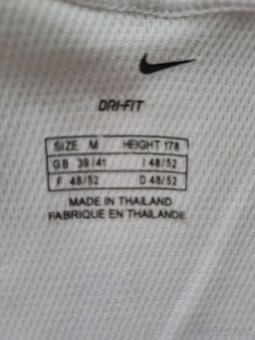 DRI-FIT
SIZE M HEIGHT 178
GB 39/41 I 48/52
F 48/52 D 48/52
MADE IN THAILAND
FABRIQUE EN THAILANDE